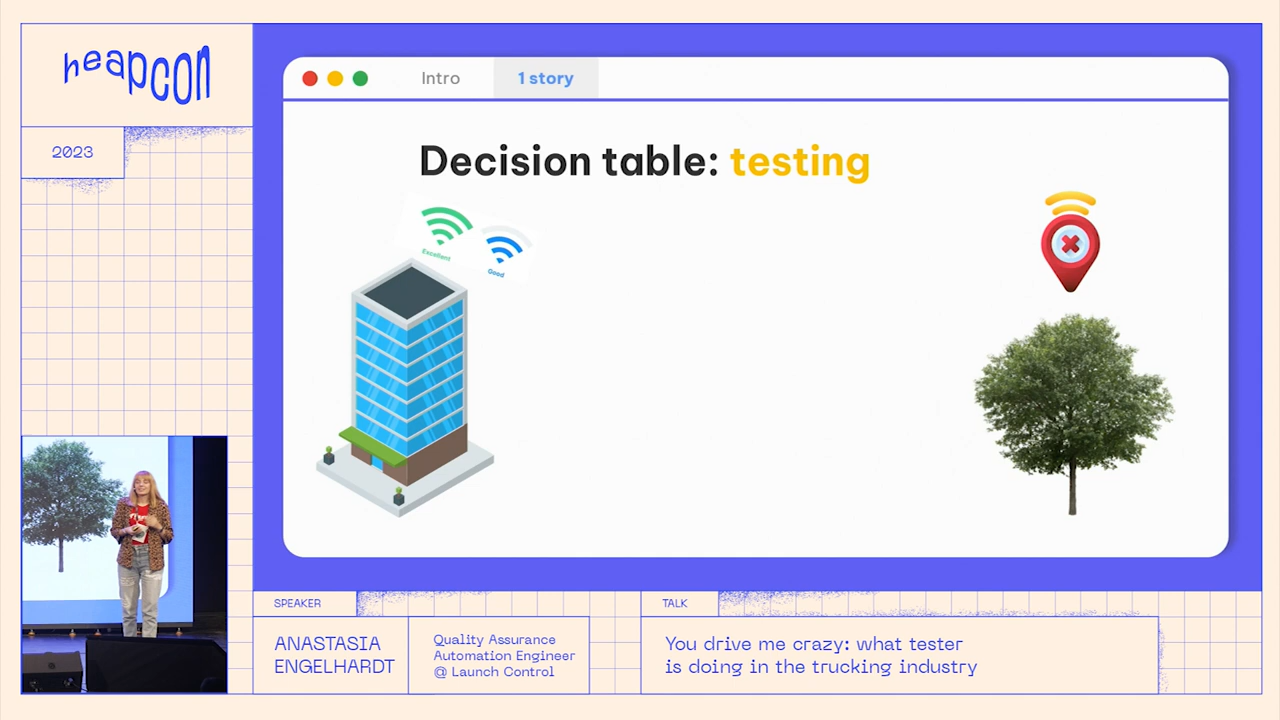 heapcon
2023
Intro
1 story
Decision table: testing
Excellent
Good
SPEAKER
ANASTASIA
ENGELHARDT
Quality Assurance
Automation Engineer
@ Launch Control
TALK
You drive me crazy: what tester
is doing in the trucking industry